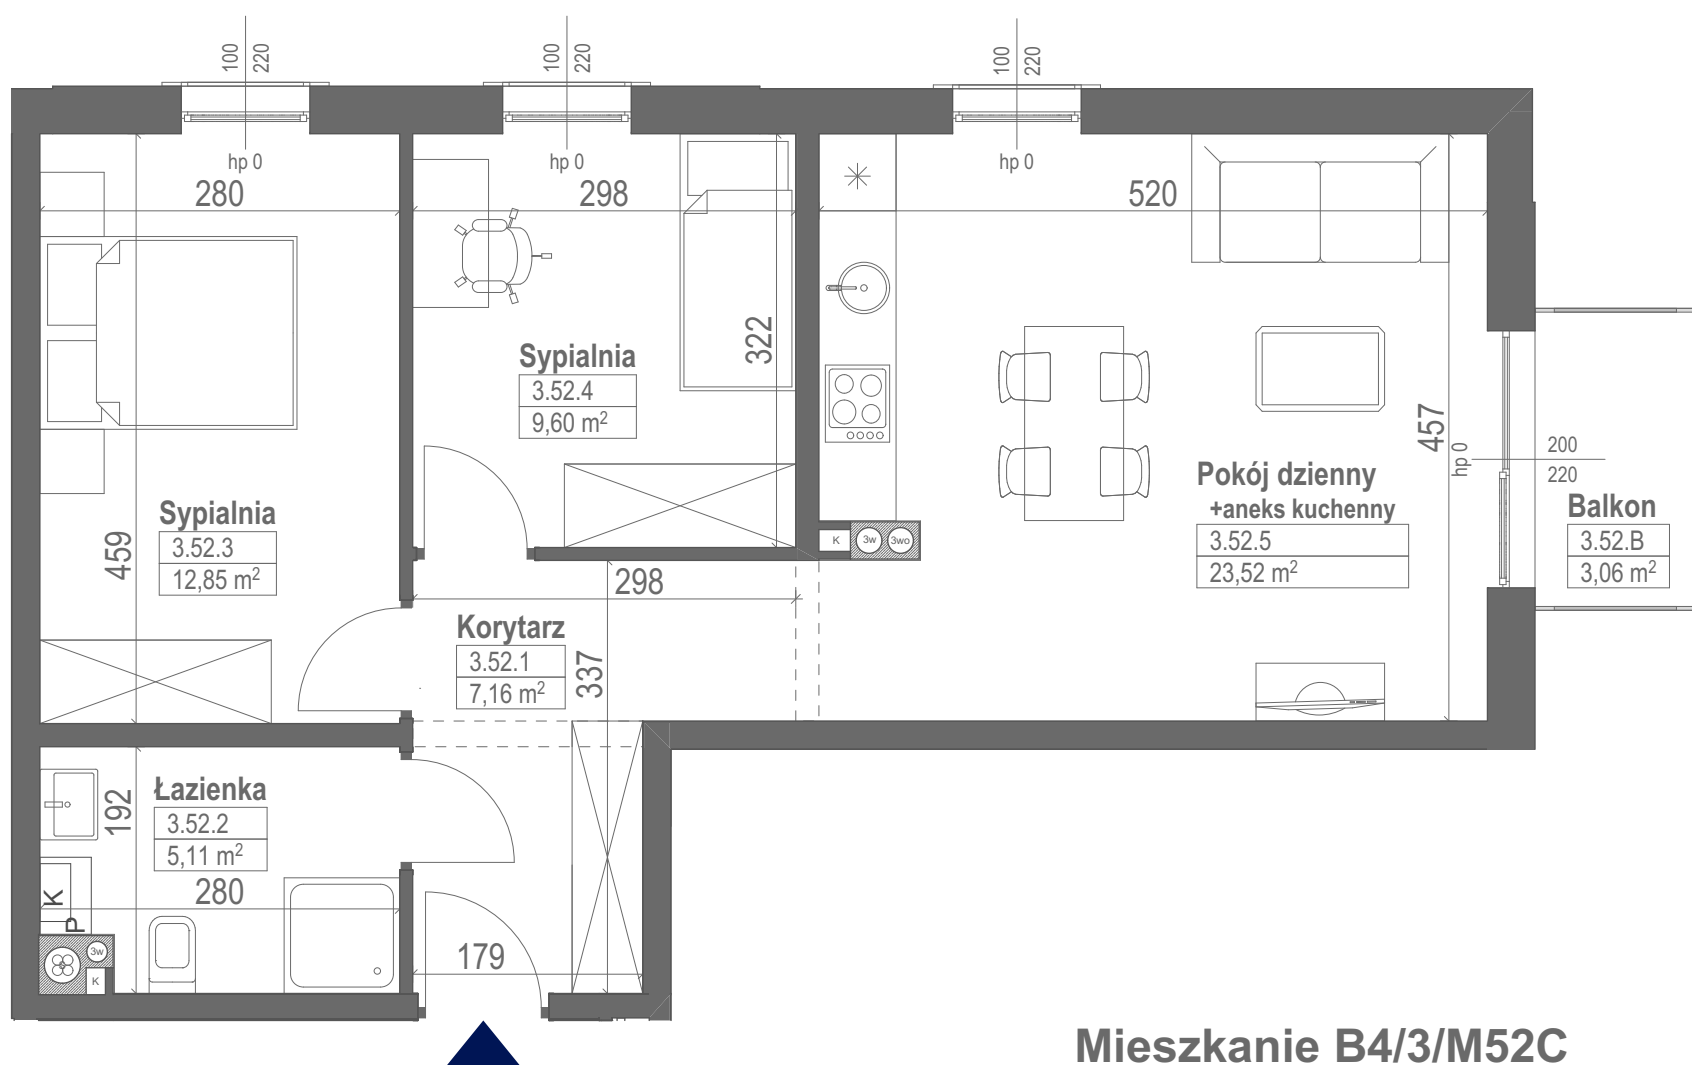 100
220
100
220
100
220
hp 0
hp 0
hp 0
280
298
520
322
Sypialnia
3.52.4
9,60 m²
457
hp 0
200
220
Pokój dzienny
+aneks kuchenny
3.52.5
23,52 m²
Balkon
3.52.B
3,06 m²
Sypialnia
3.52.3
12,85 m²
459
K
3w
3wo
298
Korytarz
3.52.1
7,16 m²
337
Łazienka
3.52.2
5,11 m²
192
280
K
P
3w
K
179
Mieszkanie B4/3/M52C